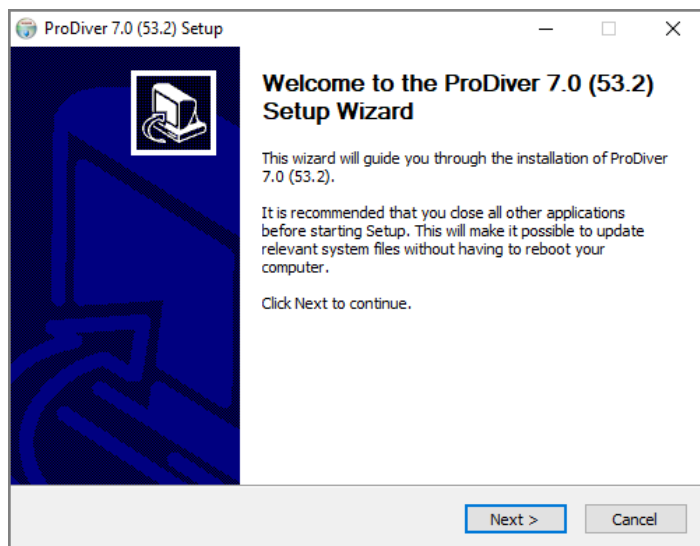 ProDiver 7.0 (53.2) Setup
Welcome to the ProDiver 7.0 (53.2)
Setup Wizard
This wizard will guide you through the installation of ProDiver
7.0 (53.2).
It is recommended that you close all other applications
before starting Setup. This will make it possible to update
relevant system files without having to reboot your
computer.
Click Next to continue.
Next >
Cancel